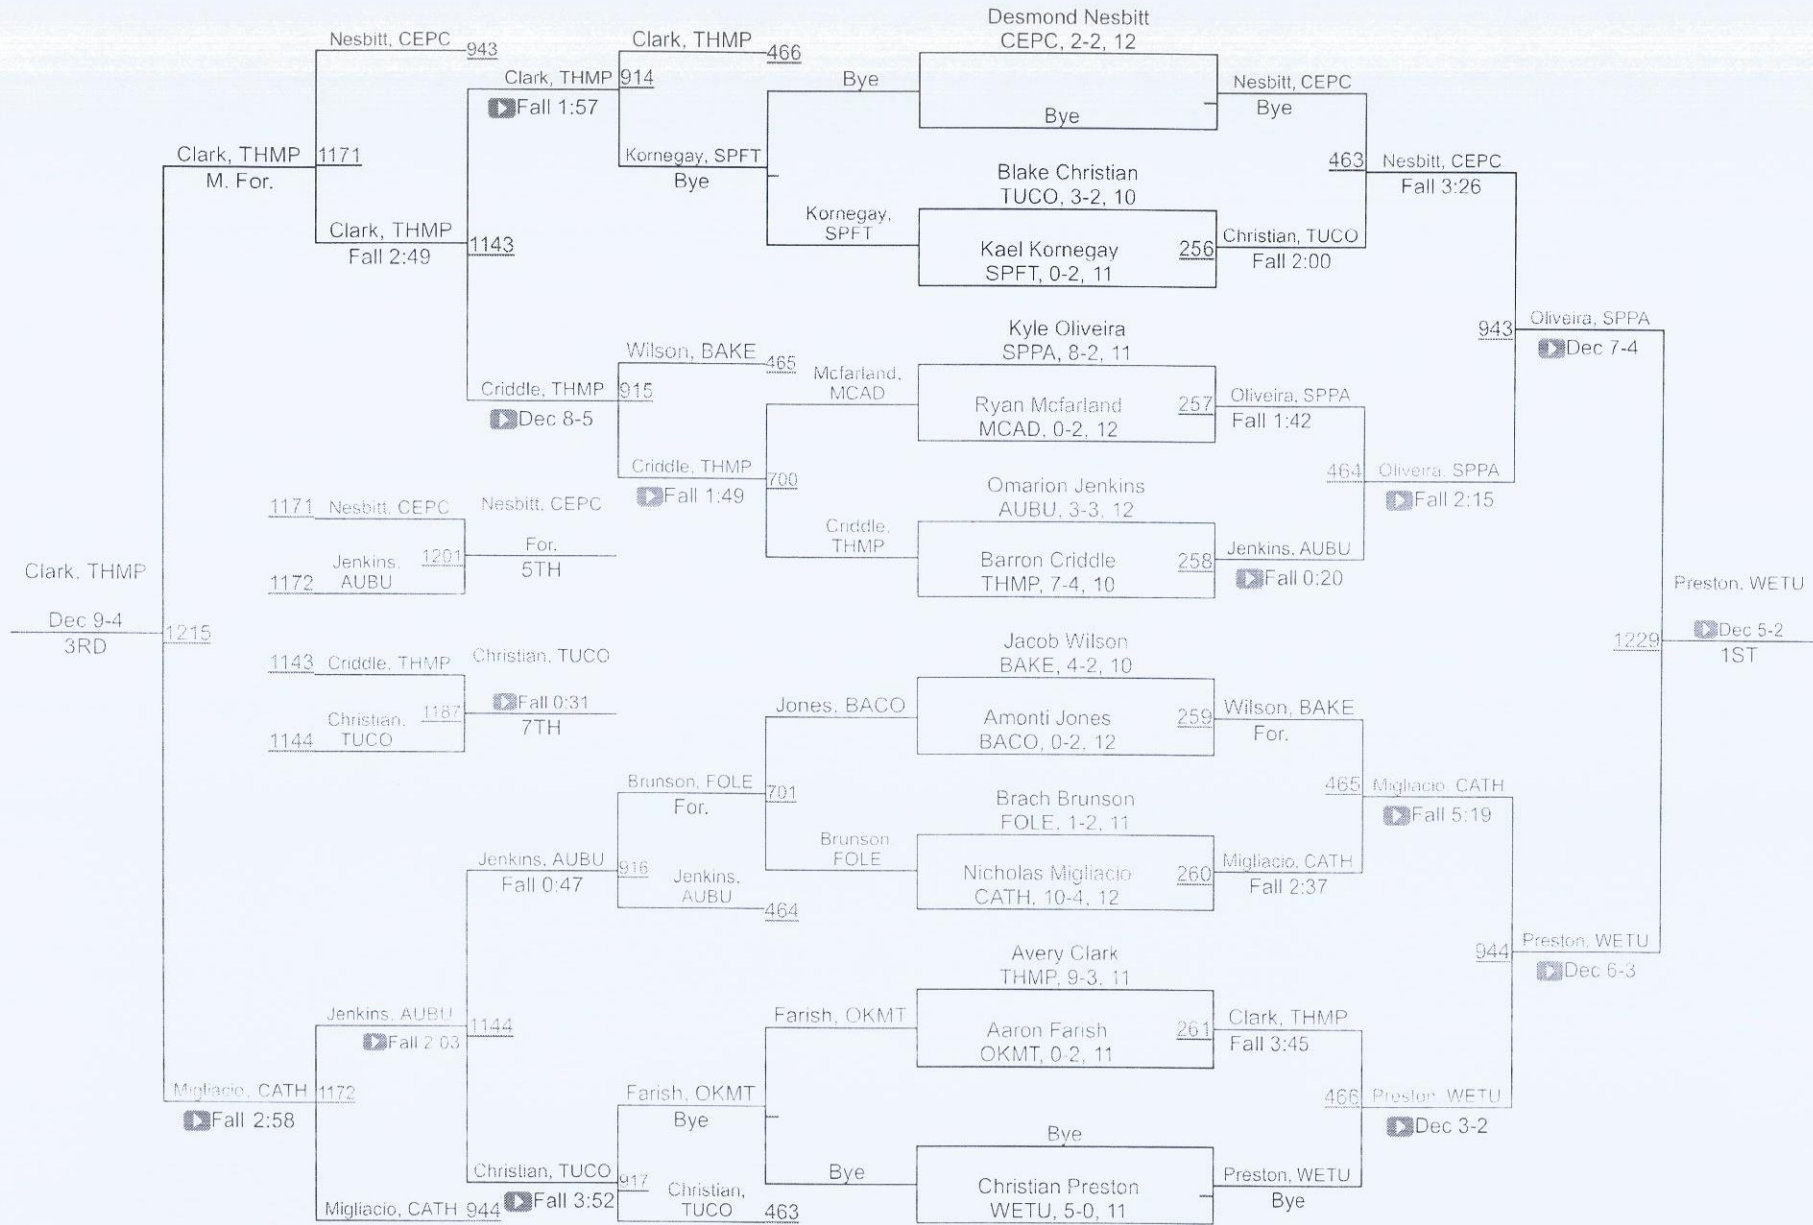 Desmond Nesbitt
CEPC, 2-2, 12
Bye
Blake Christian
TUCO, 3-2, 10
Kael Kornegay
SPFT, 0-2, 11
256
Kyle Oliveira
SPPA, 8-2, 11
Ryan Mcfarland
MCAD, 0-2, 12
257
Omarion Jenkins
AUBU, 3-3, 12
Barron Criddle
THMP, 7-4, 10
258
Jacob Wilson
BAKE, 4-2, 10
Amonti Jones
BACO, 0-2, 12
259
Brach Brunson
FOLE, 1-2, 11
Nicholas Migliacio
CATH, 10-4, 12
260
Avery Clark
THMP, 9-3, 11
Aaron Farish
OKMT, 0-2, 11
261
Bye
Christian Preston
WETU, 5-0, 11
Nesbitt, CEPC
Bye
463
Christian, TUCO
Fall 2:00
Oliveira, SPPA
Fall 1:42
464
Jenkins, AUBU
Fall 0:20
Wilson, BAKE
For.
465
Migliacio, CATH
Fall 2:37
Clark, THMP
Fall 3:45
466
Preston, WETU
Bye
Nesbitt, CEPC
Fall 3:26
943
Oliveira, SPPA
Fall 2:15
Migliacio, CATH
Fall 5:19
944
Preston, WETU
Dec 3-2
Oliveira, SPPA
Dec 7-4
1229
Preston, WETU
Dec 6-3
Preston, WETU
Dec 5-2
1ST
Bye
Kornegay,
SPFT
Mcfarland,
MCAD
700
Criddle,
THMP
Jones, BACO
701
Brunson
FOLE
Farish, OKMT
Bye
Clark, THMP
466
914
Kornegay, SPFT
Bye
Wilson, BAKE
465
915
Criddle, THMP
Fall 1:49
Brunson, FOLE
For.
916
Jenkins,
AUBU
464
Farish, OKMT
Bye
917
Christian,
TUCO
463
Clark, THMP
Fall 1:57
1143
Criddle, THMP
Dec 8-5
Jenkins, AUBU
Fall 0:47
1144
Christian, TUCO
Fall 3:52
Nesbitt, CEPC
943
1171
Clark, THMP
Fall 2:49
Jenkins, AUBU
Fall 2 03
1172
Migliacio, CATH
944
Clark, THMP
M. For.
1215
Migliacio, CATH
Fall 2:58
Clark, THMP
Dec 9-4
3RD
1171
Nesbitt, CEPC
1172
Jenkins,
AUBU
1201
Nesbitt, CEPC
For.
5TH
1143
Criddle, THMP
1144
Christian,
TUCO
1187
Christian, TUCO
Fall 0:31
7TH